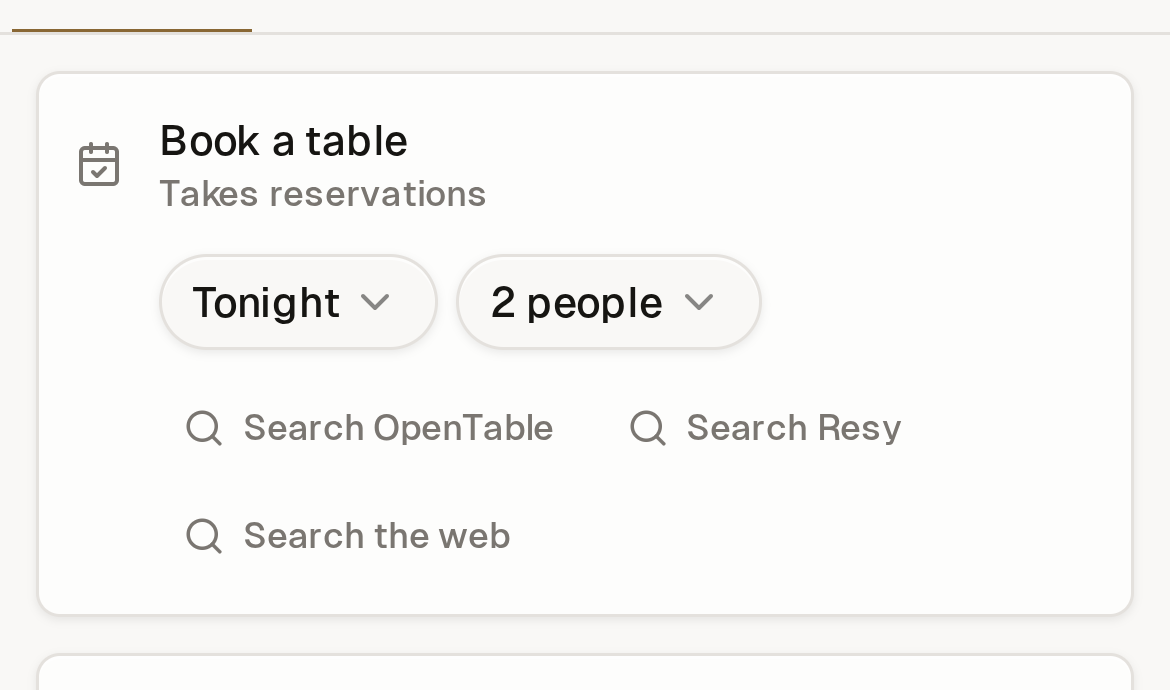 Book a table
Takes reservations
Tonight
2 people
Search OpenTable
Search Resy
Search the web